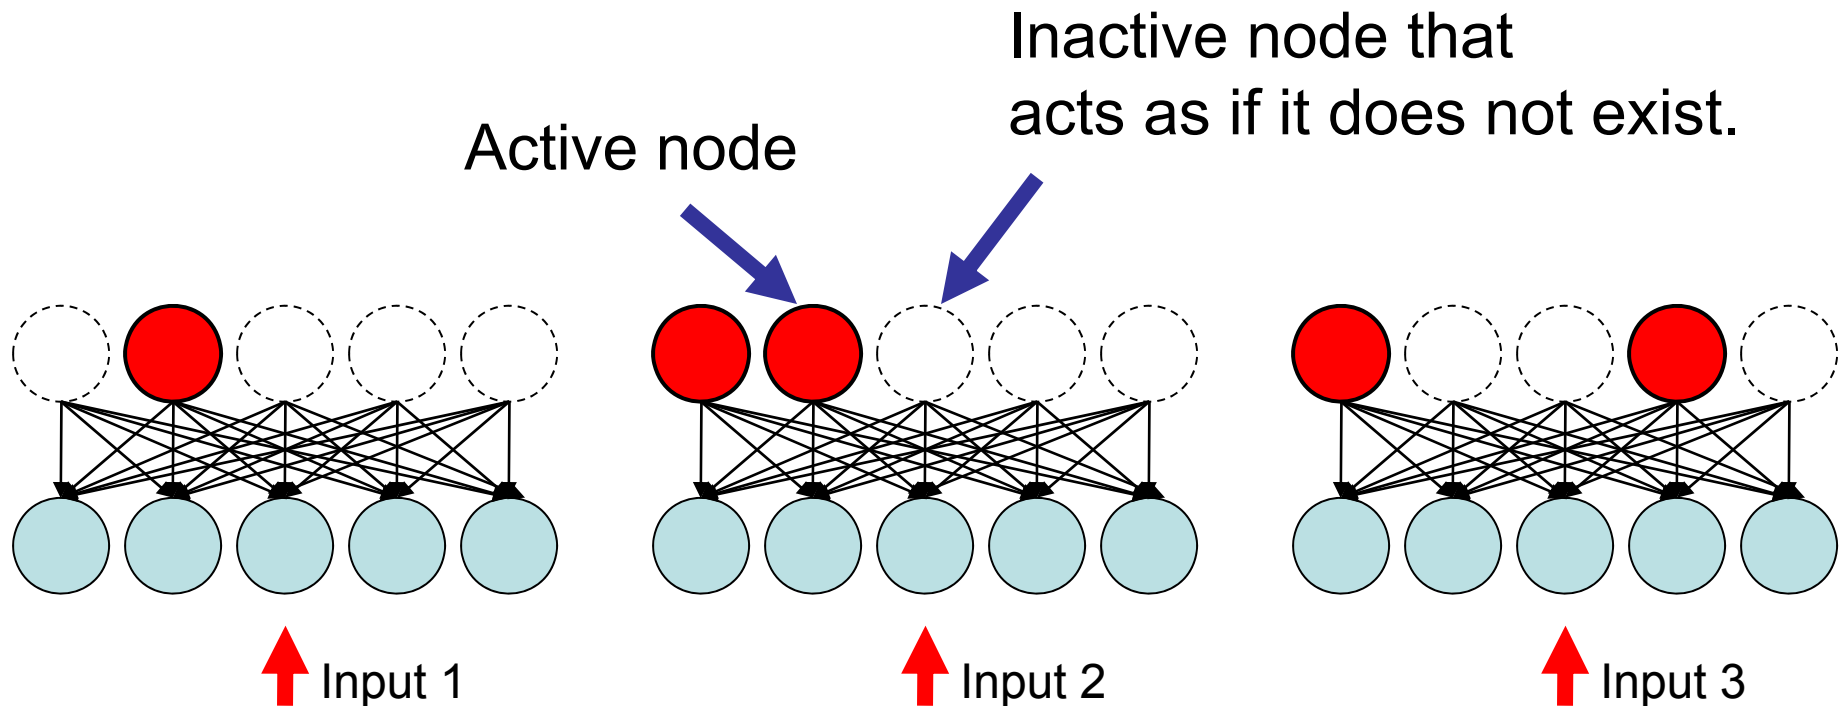 Inactive node that
acts as if it does not exist.
Active node
Input 1
Input 2
Input 3